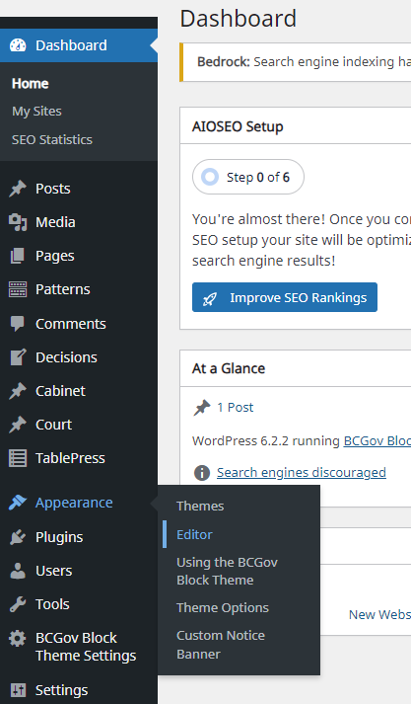 Dashboard
Home
My Sites
SEO Statistics
Posts
Media
Pages
Patterns
Comments
Decisions
Cabinet
Court
TablePress
Appearance
Plugins
Users
Tools
BCGov Block
Theme Settings
Settings
Themes
Editor
Using the BCGov
Block Theme
Theme Options
Custom Notice
Banner
Dashboard
Bedrock: Search engine indexing ha
AIOSEO Setup
Step 0 of 6
You're almost there! Once you co
SEO setup your site will be optimiz
search engine results!
Improve SEO Rankings
At a Glance
1 Post
WordPress 6.2.2 running BCGov Bloc
Search engines discouraged
New Webs